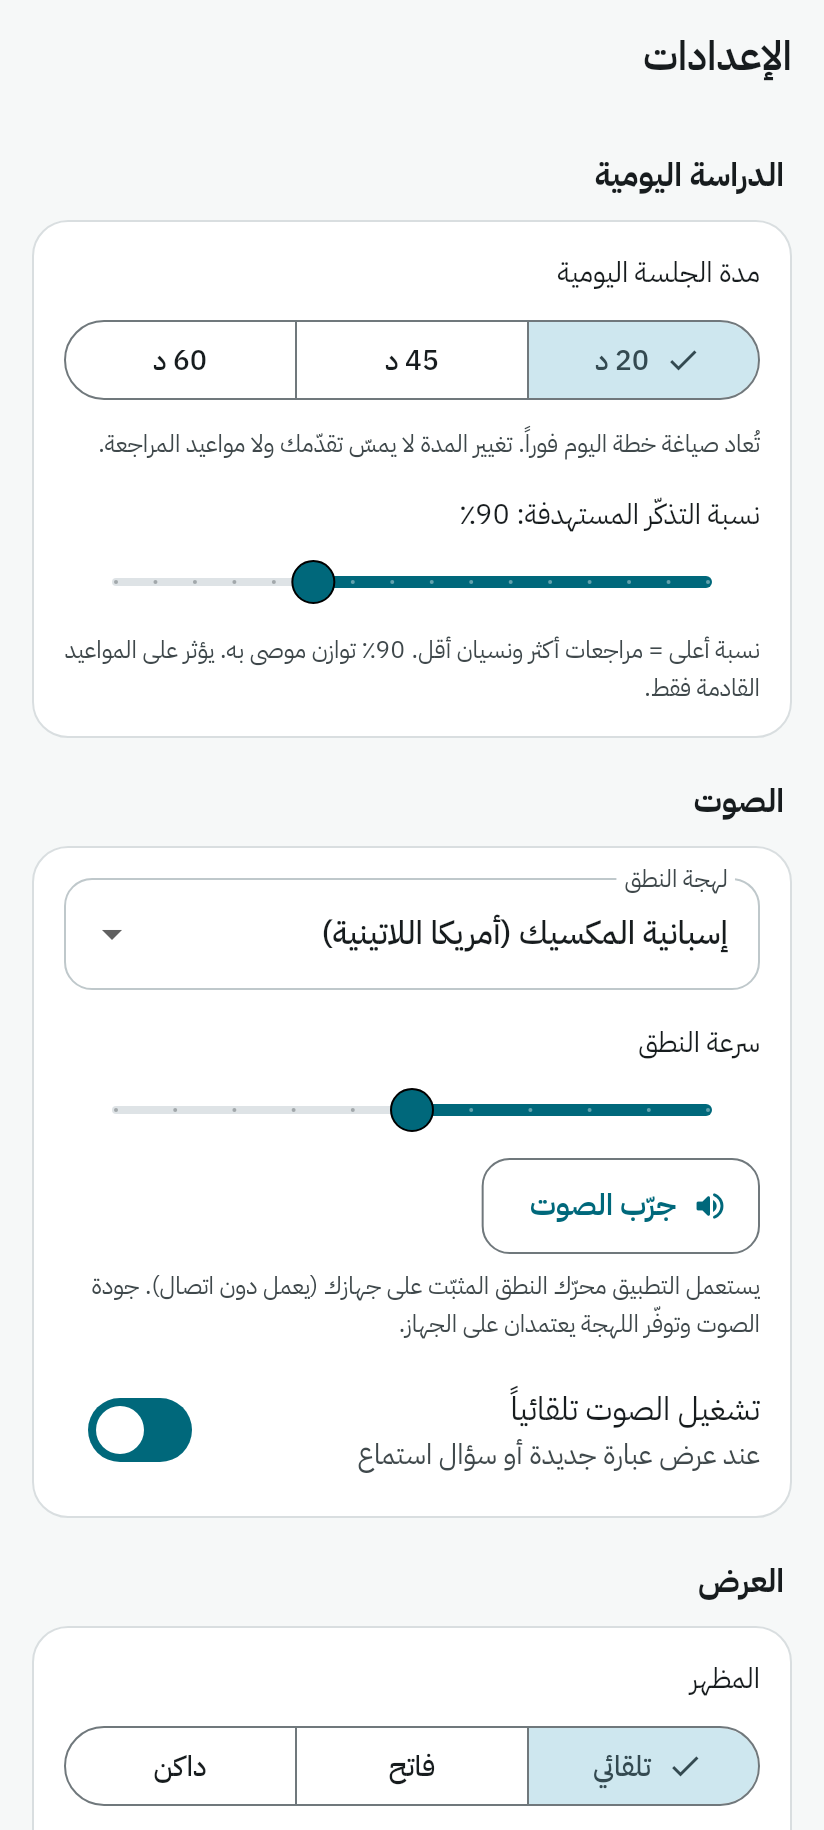 الإعدادات
الدراسة اليومية
مدة الجلسة اليومية
20 د
45 د
60 د
تُعاد صياغة خطة اليوم فوراً. تغيير المدة لا يمسّ تقدّمك ولا مواعيد المراجعة.
نسبة التذكّر المستهدفة: 90٪
نسبة أعلى = مراجعات أكثر ونسيان أقل. 90٪ توازن موصى به. يؤثر على المواعيد
القادمة فقط.
الصوت
لهجة النطق
إسبانية المكسيك (أمريكا اللاتينية)
سرعة النطق
جرّب الصوت
يستعمل التطبيق محرّك النطق المثبّت على جهازك (يعمل دون اتصال). جودة
الصوت وتوفّر اللهجة يعتمدان على الجهاز.
تشغيل الصوت تلقائياً
عند عرض عبارة جديدة أو سؤال استماع
العرض
المظهر
تلقائي
فاتح
داكن